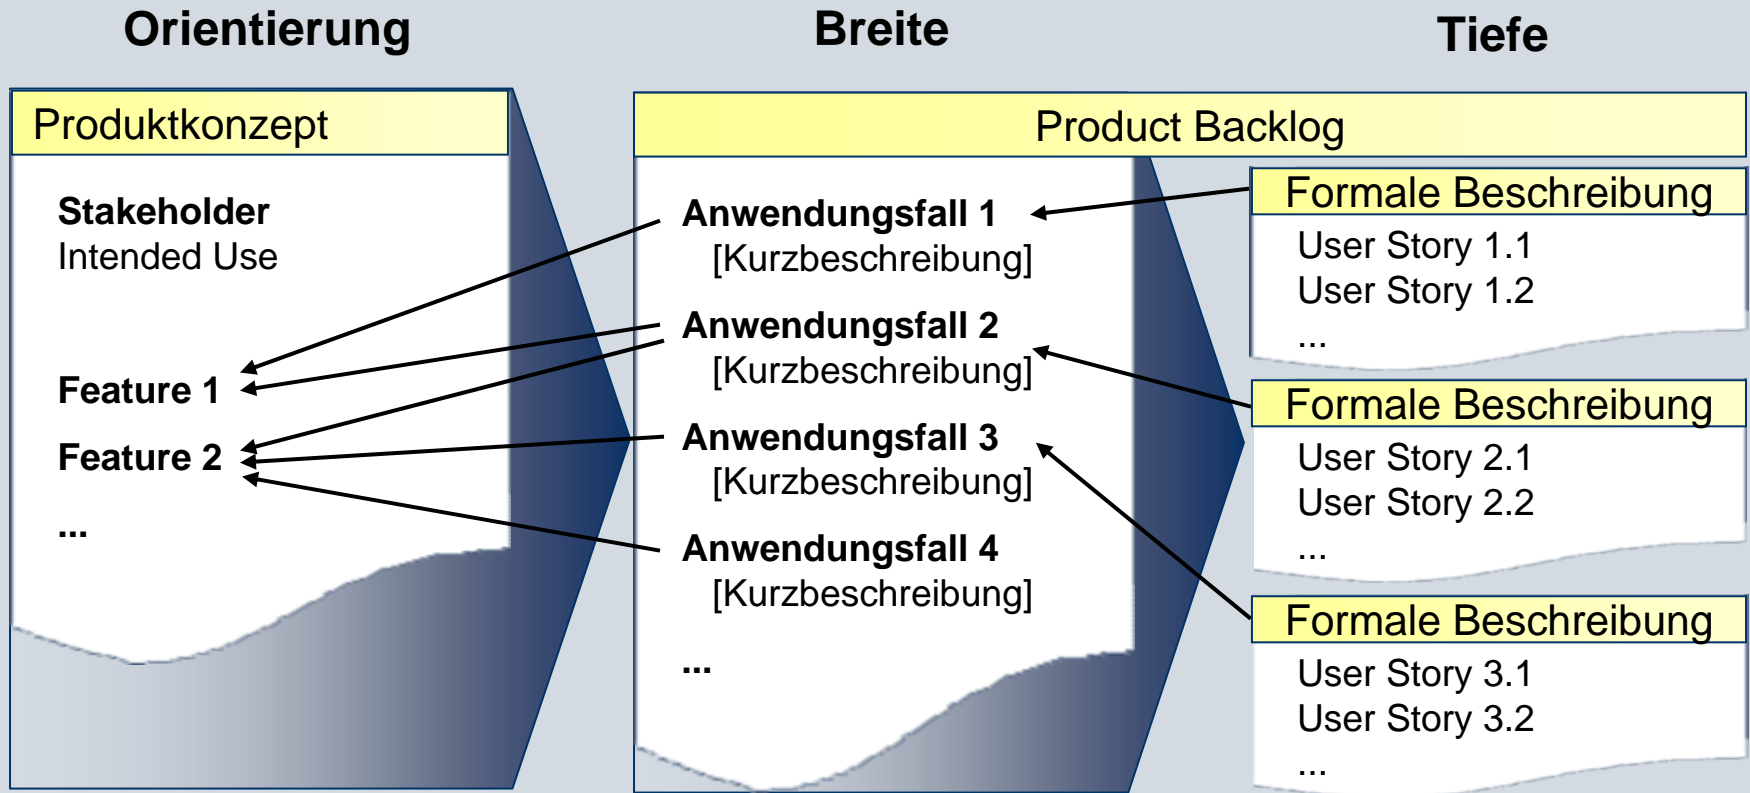 Orientierung
Breite
Tiefe
Produktkonzept
Stakeholder
Intended Use
Feature 1
Feature 2
...
Product Backlog
Anwendungsfall 1
[Kurzbeschreibung]
Anwendungsfall 2
[Kurzbeschreibung]
Anwendungsfall 3
[Kurzbeschreibung]
Anwendungsfall 4
[Kurzbeschreibung]
...
Formale Beschreibung
User Story 1.1
User Story 1.2
...
Formale Beschreibung
User Story 2.1
User Story 2.2
...
Formale Beschreibung
User Story 3.1
User Story 3.2
...